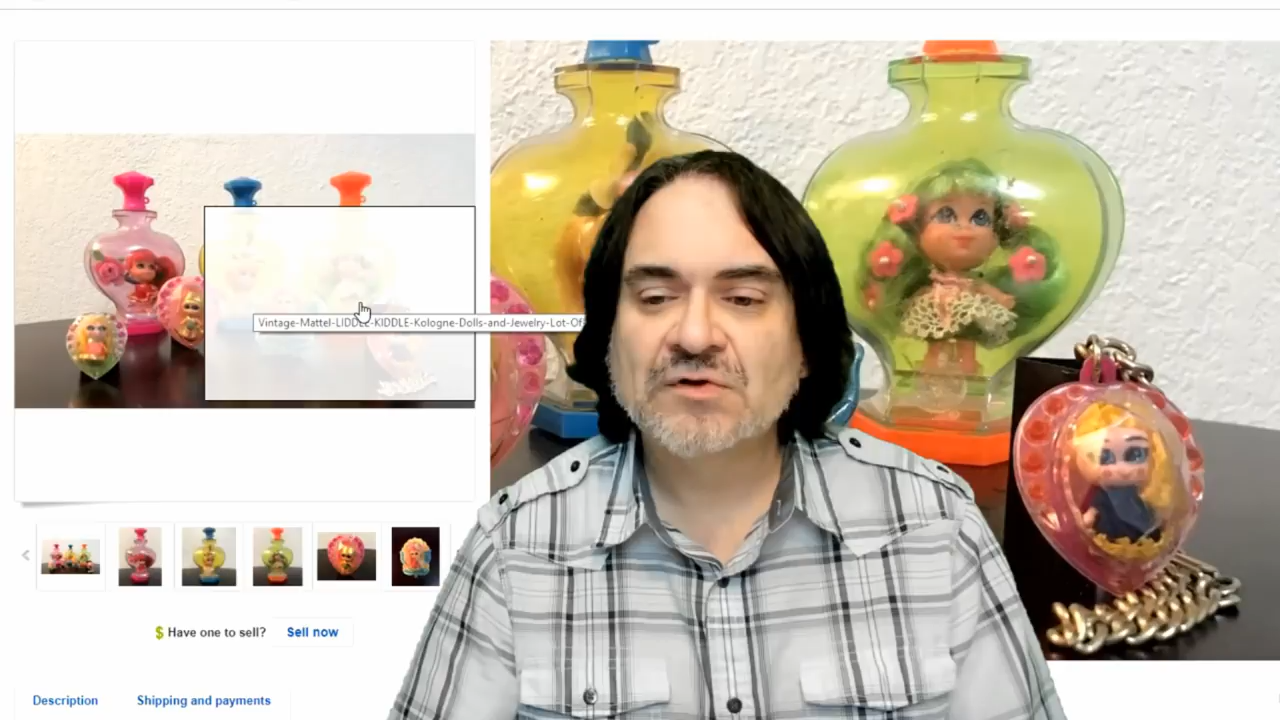 Vintage-Mattel-LIDDLE-KIDDLE-Kologne-Dolls-and-Jewelry-Lot-Of
$ Have one to sell? Sell now
Description Shipping and payments